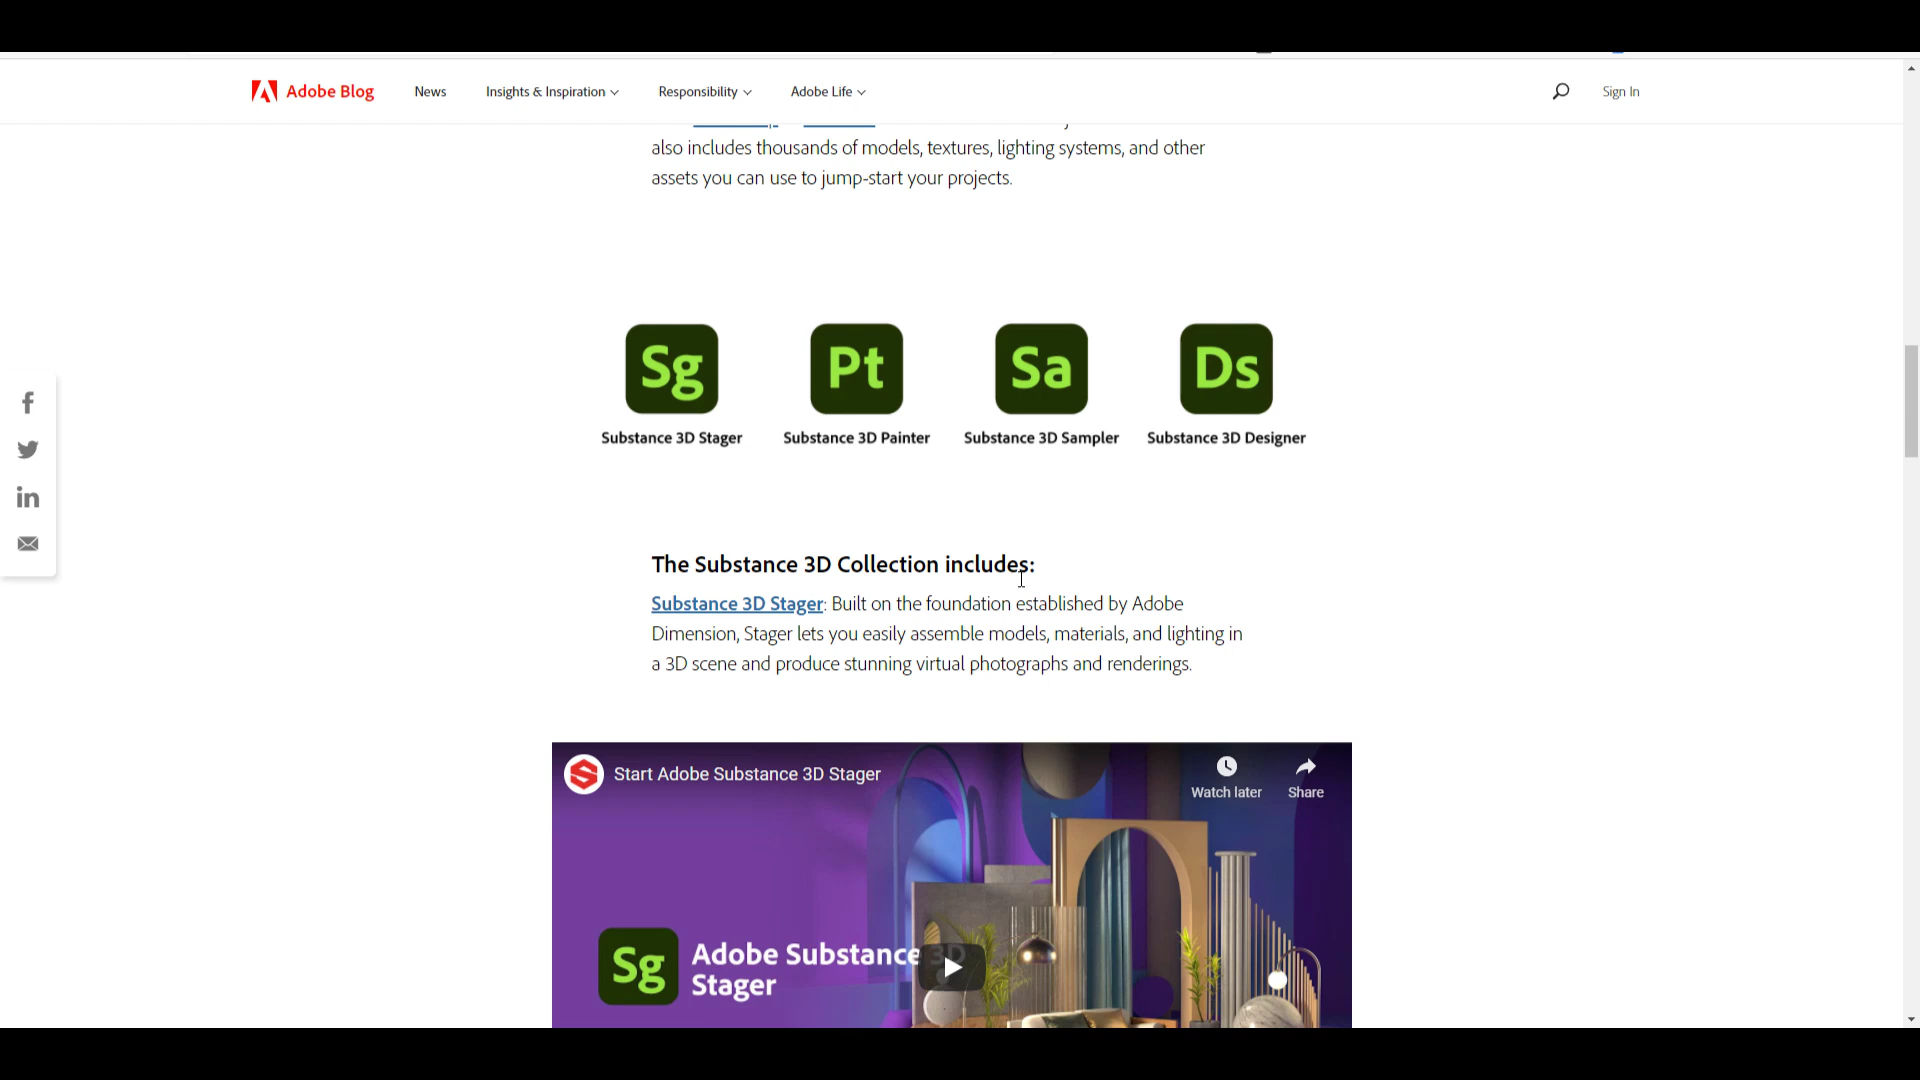 Adobe Blog News Insights & Inspiration Responsibility Adobe Life Sign In
also includes thousands of models, textures, lighting systems, and other
assets you can use to jump-start your projects.
Sg Pt Sa Ds
Substance 3D Stager Substance 3D Painter Substance 3D Sampler Substance 3D Designer
The Substance 3D Collection includes:
Substance 3D Stager: Built on the foundation established by Adobe
Dimension, Stager lets you easily assemble models, materials, and lighting in
a 3D scene and produce stunning virtual photographs and renderings.
Start Adobe Substance 3D Stager
Watch later Share
Sg
Adobe Substance 3D
Stager